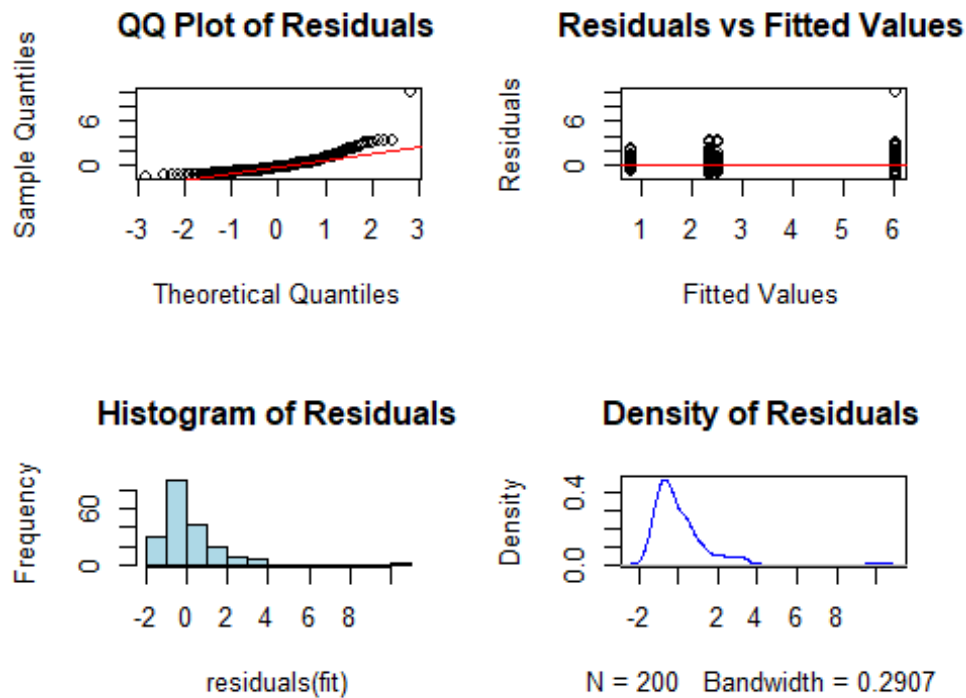 QQ Plot of Residuals
Sample Quantiles
0 6
-3 -2 -1 0 1 2 3
Theoretical Quantiles
Residuals vs Fitted Values
Residuals
0 6
1 2 3 4 5 6
Fitted Values
Histogram of Residuals
Frequency
0 60
-2 0 2 4 6 8
residuals(fit)
Density of Residuals
Density
0.0 0.4
-2 2 4 6 8
N = 200 Bandwidth = 0.2907